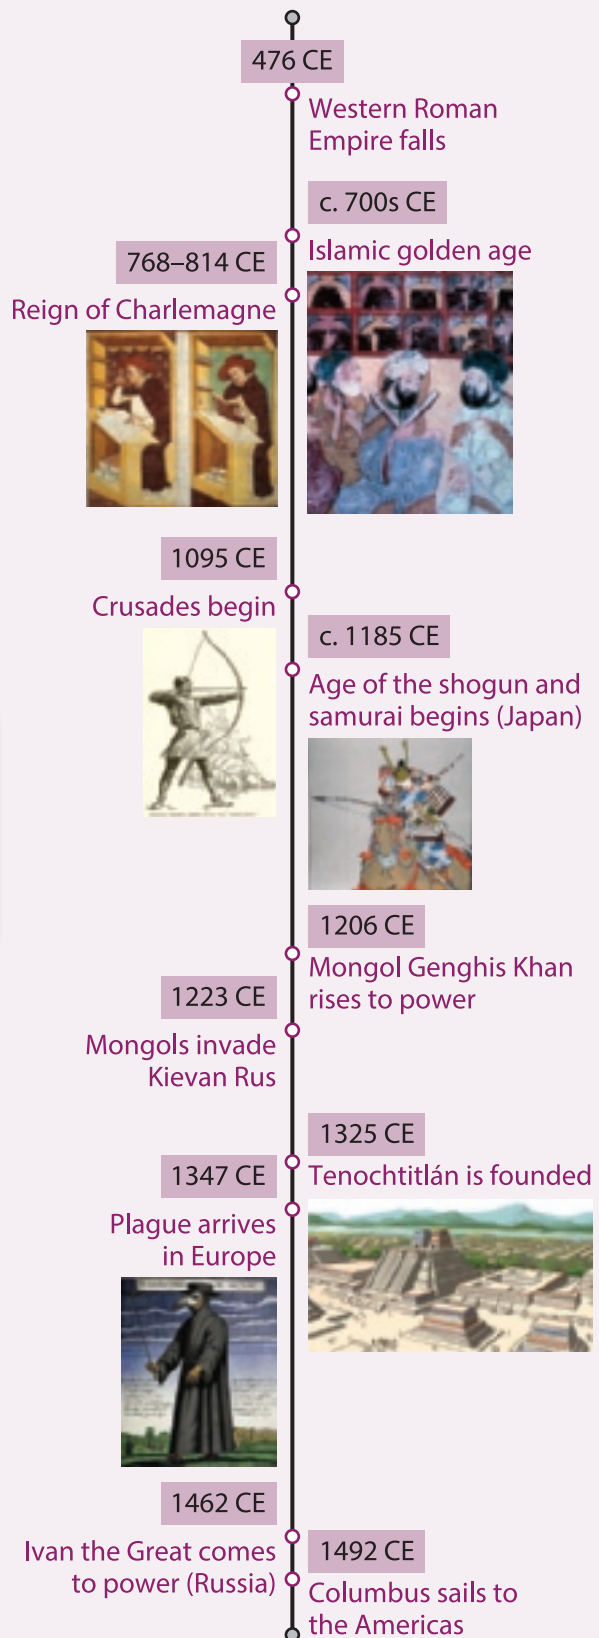 476 CE
Western Roman
Empire falls
c. 700s CE
Islamic golden age
768–814 CE
Reign of Charlemagne
1095 CE
Crusades begin
c. 1185 CE
Age of the shogun and
samurai begins (Japan)
1206 CE
Mongol Genghis Khan
rises to power
1223 CE
Mongols invade
Kievan Rus
1325 CE
Tenochtitlán is founded
1347 CE
Plague arrives
in Europe
1462 CE
Ivan the Great comes
to power (Russia)
1492 CE
Columbus sails to
the Americas